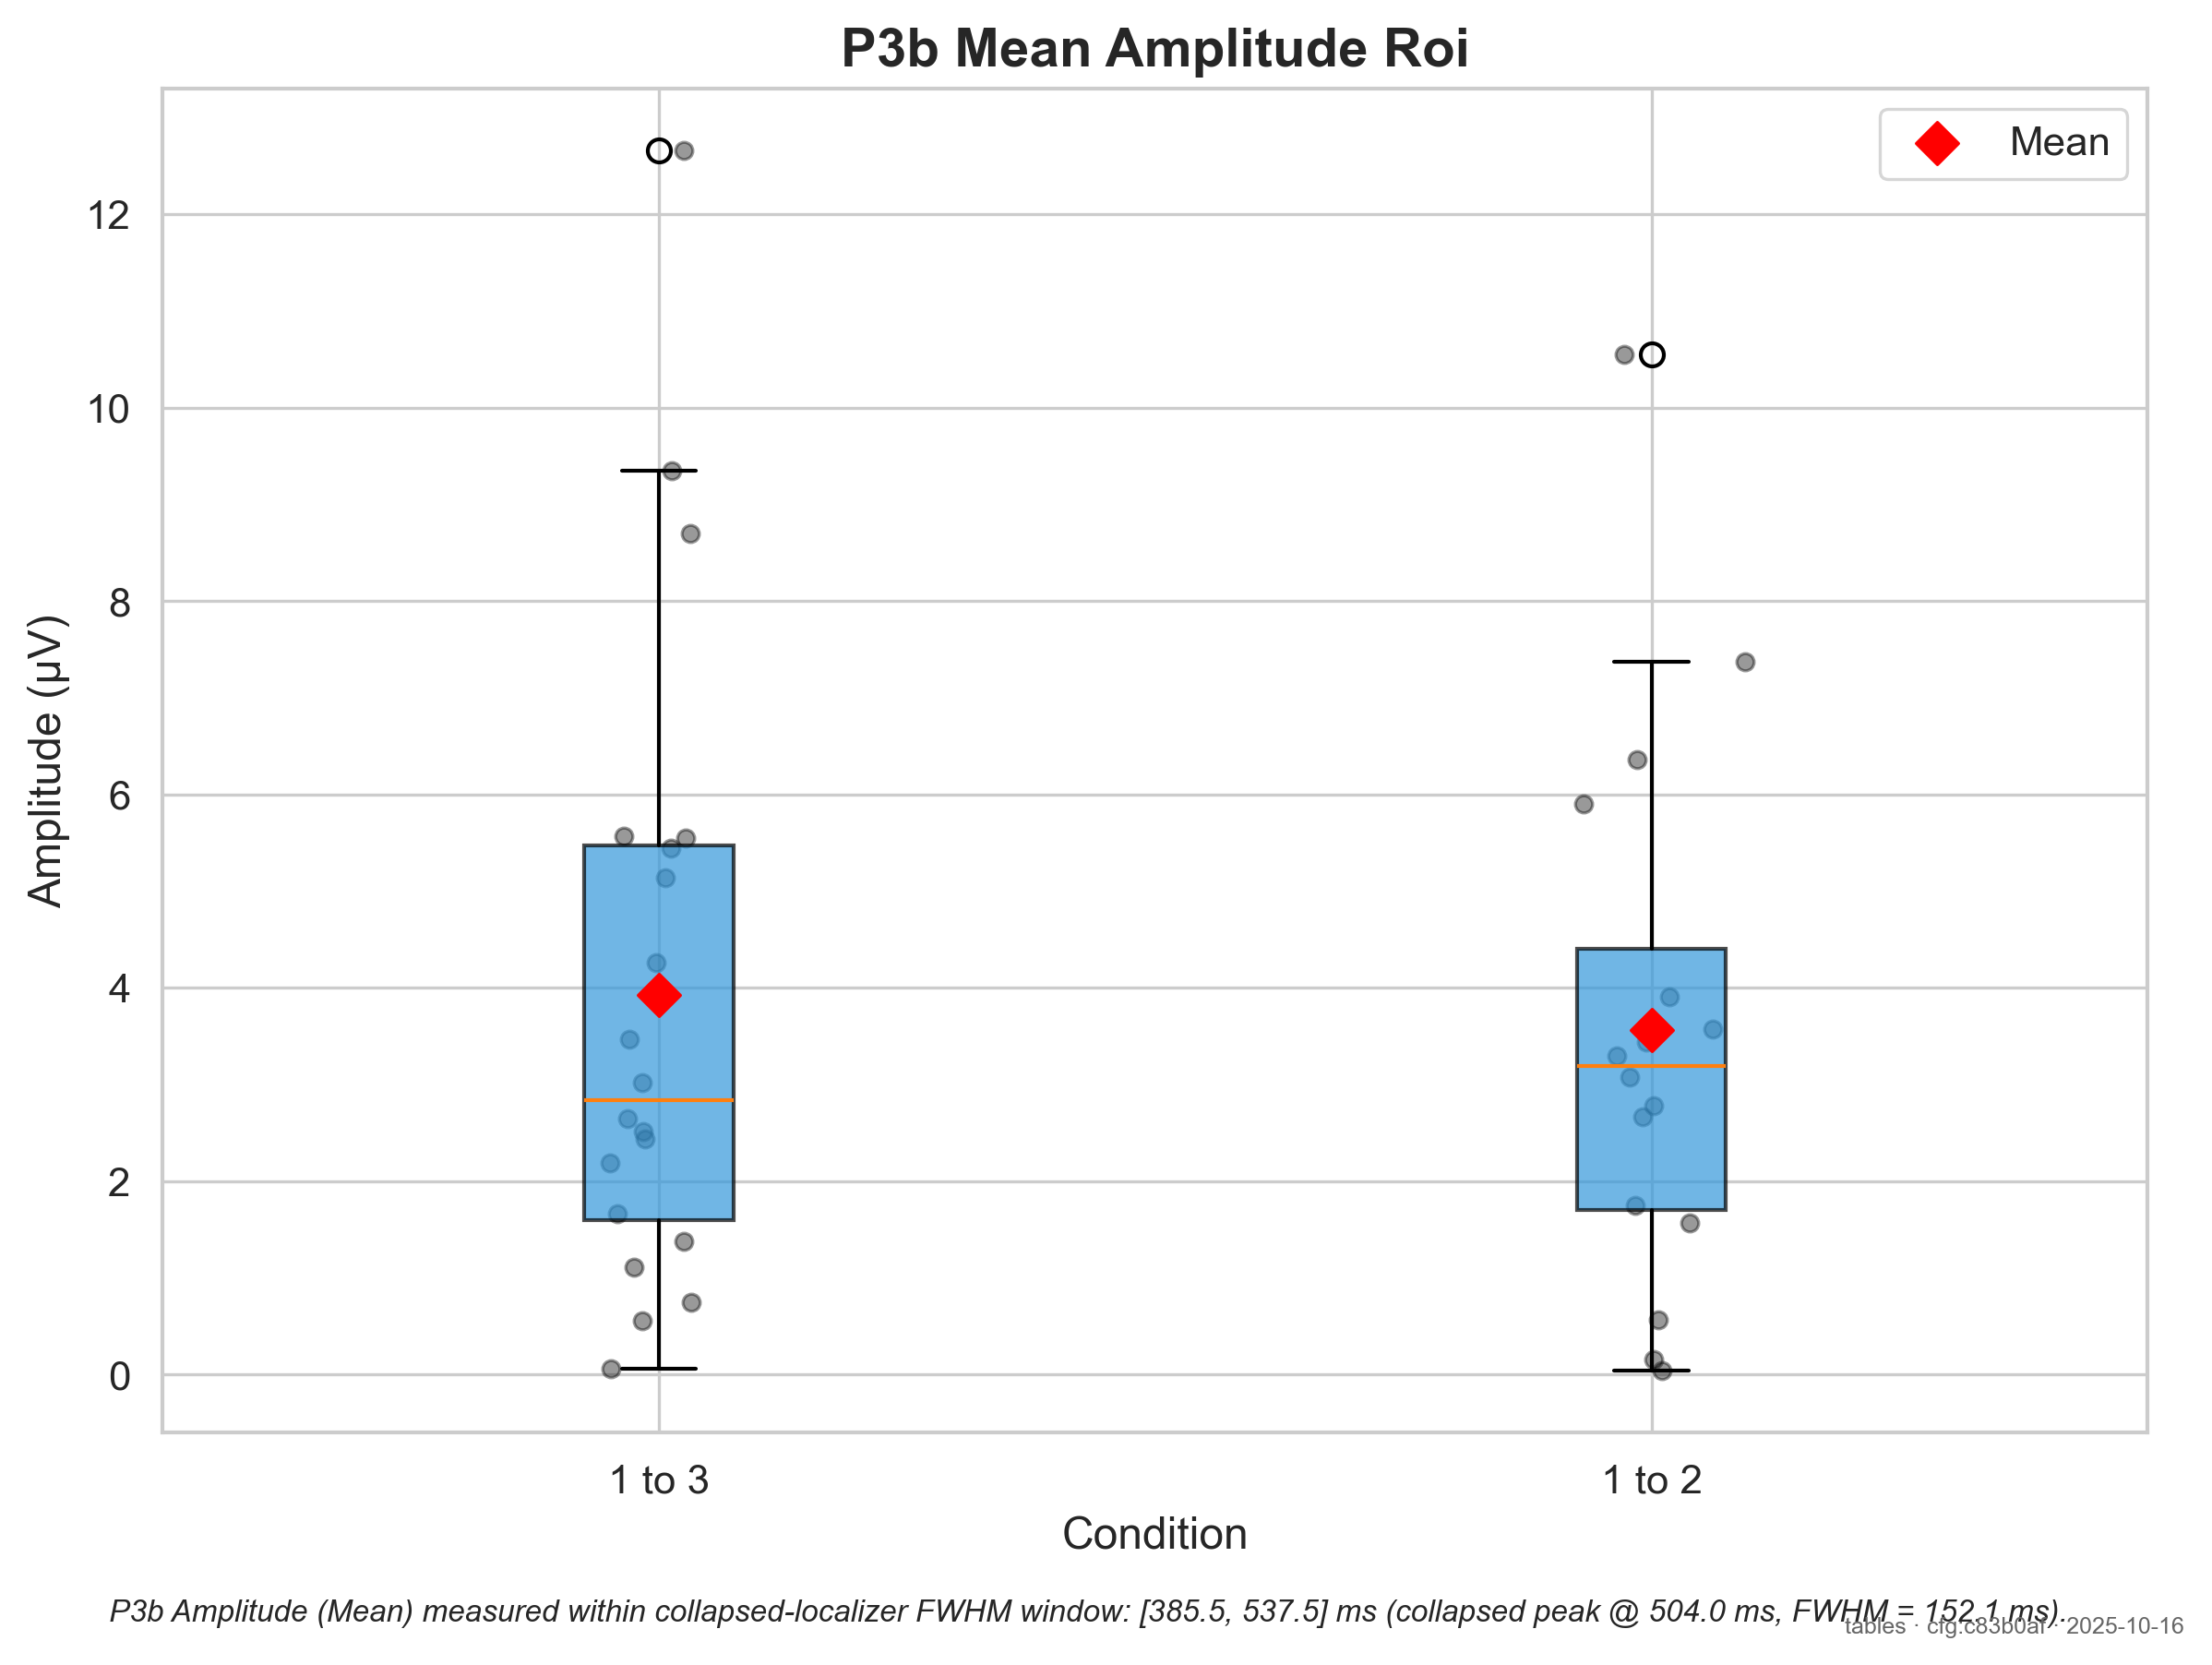 P3b Mean Amplitude Roi
Mean
12
10
8
6
4
2
0
Amplitude (µV)
1 to 3
1 to 2
Condition
P3b Amplitude (Mean) measured within collapsed-localizer FWHM window: [385.5, 537.5] ms (collapsed peak @ 504.0 ms, FWHM = 152.1 ms).
tables · cfg:c83b0af · 2025-10-16